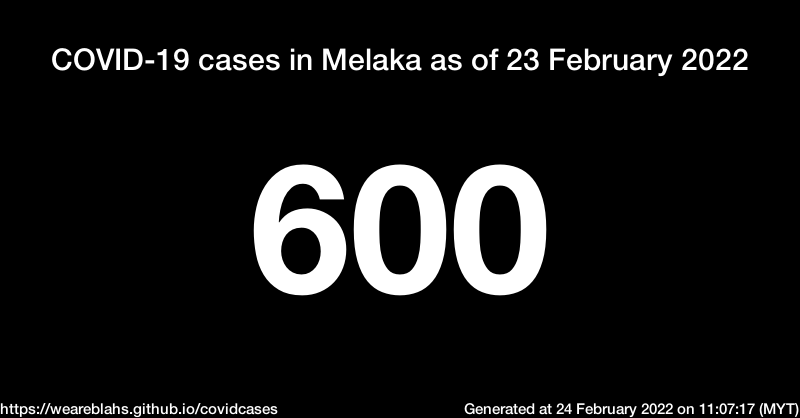 COVID-19 cases in Melaka as of 23 February 2022
600
https://weareblahs.github.io/covidcases
Generated at 24 February 2022 on 11:07:17 (MYT)